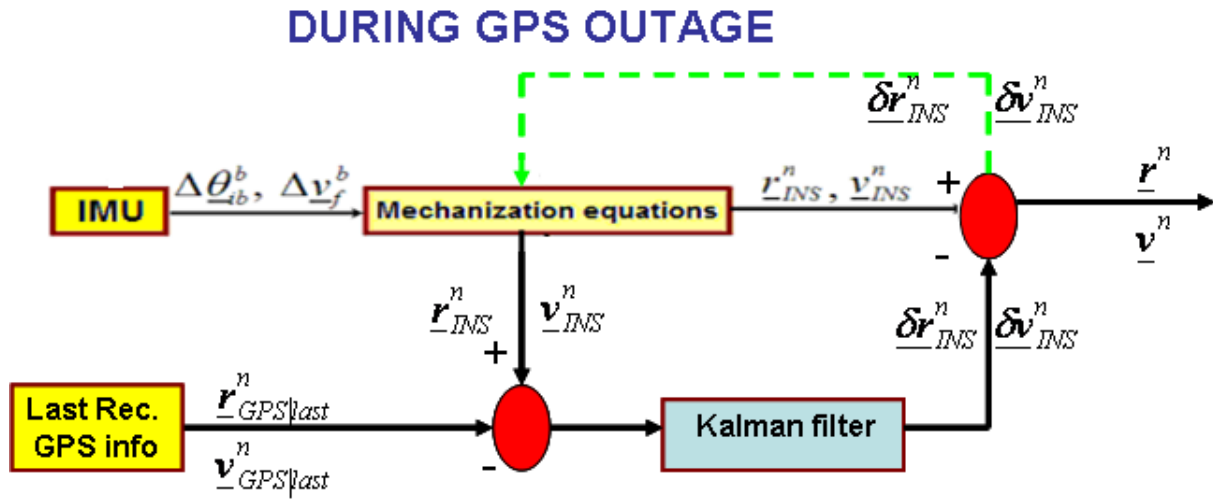 DURING GPS OUTAGE
δr^n_INS δv^n_INS
IMU
Δθ^b_ib, Δv^b_f
Mechanization equations
r^n_INS, v^n_INS
+
-
r^n
v^n
r^n_INS v^n_INS
+
-
δr^n_INS δv^n_INS
Last Rec.
GPS info
r^n_GPS|last
v^n_GPS|last
Kalman filter